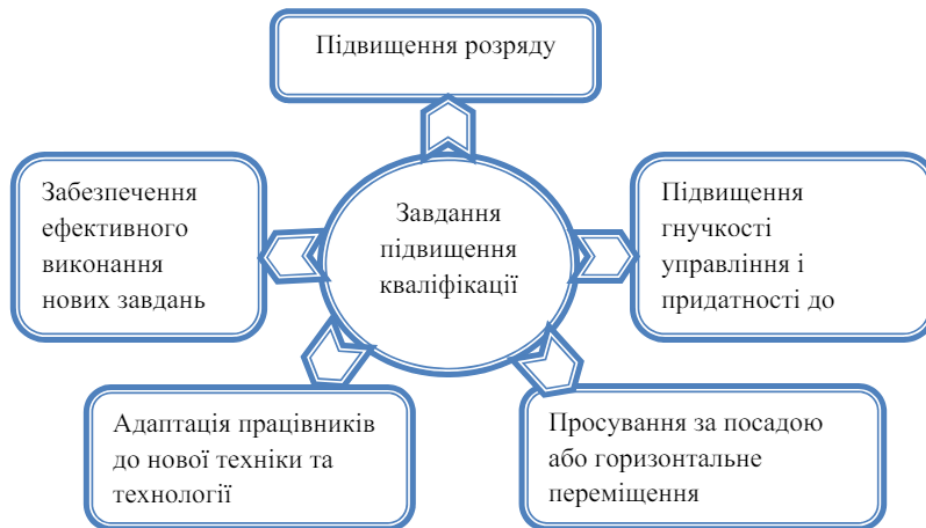 Підвищення розряду
Забезпечення
ефективного
виконання
нових завдань
Завдання
підвищення
кваліфікації
Підвищення
гнучкості
управління і
придатності до
Адаптація працівників
до нової техніки та
технології
Просування за посадою
або горизонтальне
переміщення